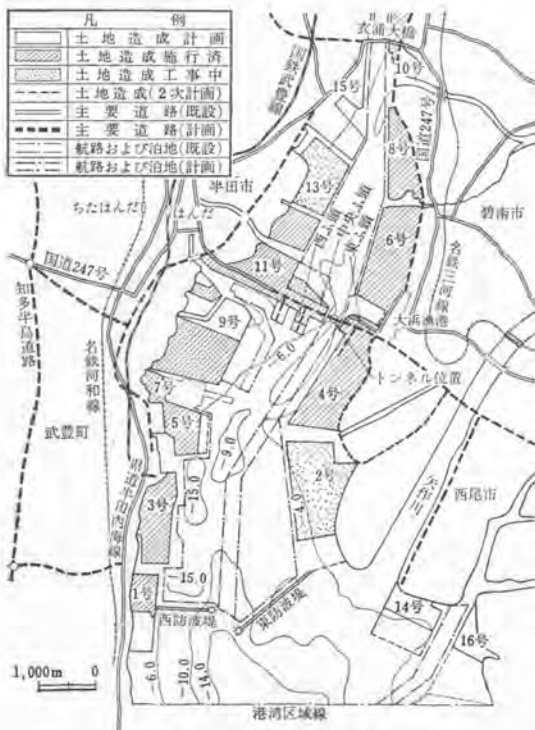 凡例
土地造成計画
土地造成施行済
土地造成工事中
土地造成(2次計画)
主要道路(既設)
主要道路(計画)
航路および泊地(既設)
航路および泊地(計画)
衣浦大橋
国鉄武豊線
10号
15号
国道247号
8号
半田市
13号
碧南市
ちたはんだ
はんだ
西ふ頭
中央ふ頭
東ふ頭
6号
名鉄三河線
国道247号
11号
大浜漁港
知多半島道路
9号
-6.0
名鉄河和線
トンネル位置
7号
4号
武豊町
5号
9.0
矢作川
県道半田内海線
-15.0
2号
西尾市
3号
-4.0
-15.0
1号
西防波堤
東防波堤
14号
16号
1,000m 0
-6.0
-10.0
-14.0
港湾区域線